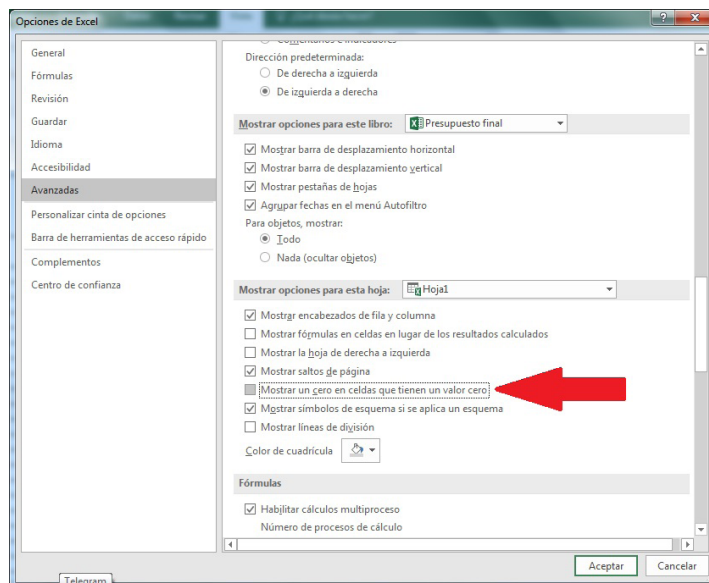 Opciones de Excel
General
Fórmulas
Revisión
Guardar
Idioma
Accesibilidad
Avanzadas
Personalizar cinta de opciones
Barra de herramientas de acceso rápido
Complementos
Centro de confianza
Comentarios e indicadores
Dirección predeterminada:
De derecha a izquierda
De izquierda a derecha
Mostrar opciones para este libro: Presupuesto final
Mostrar barra de desplazamiento horizontal
Mostrar barra de desplazamiento vertical
Mostrar pestañas de hojas
Agrupar fechas en el menú Autofiltro
Para objetos, mostrar:
Todo
Nada (ocultar objetos)
Mostrar opciones para esta hoja: Hoja1
Mostrar encabezados de fila y columna
Mostrar fórmulas en celdas en lugar de los resultados calculados
Mostrar la hoja de derecha a izquierda
Mostrar saltos de página
Mostrar un cero en celdas que tienen un valor cero
Mostrar símbolos de esquema si se aplica un esquema
Mostrar líneas de división
Color de cuadrícula
Fórmulas
Habilitar cálculos multiproceso
Número de procesos de cálculo
Aceptar Cancelar
Telegram